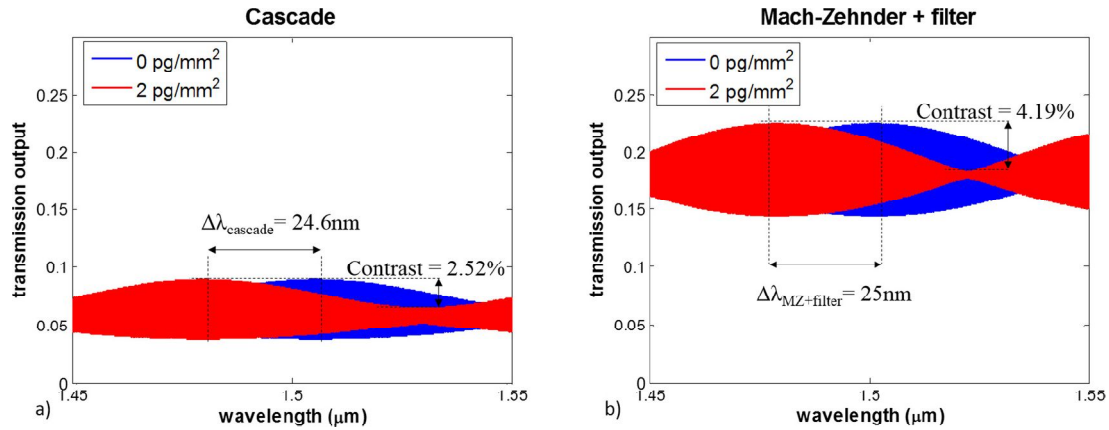 Cascade
0 pg/mm²
2 pg/mm²
0.25
0.2
0.15
0.1
0.05
0
transmission output
Δλcascade= 24.6nm
Contrast = 2.52%
1.45
1.5
1.55
a)
wavelength (μm)
Mach-Zehnder + filter
0 pg/mm²
2 pg/mm²
0.25
0.2
0.15
0.1
0.05
0
transmission output
Contrast = 4.19%
ΔλMZ+filter= 25nm
1.45
1.5
1.55
b)
wavelength (μm)